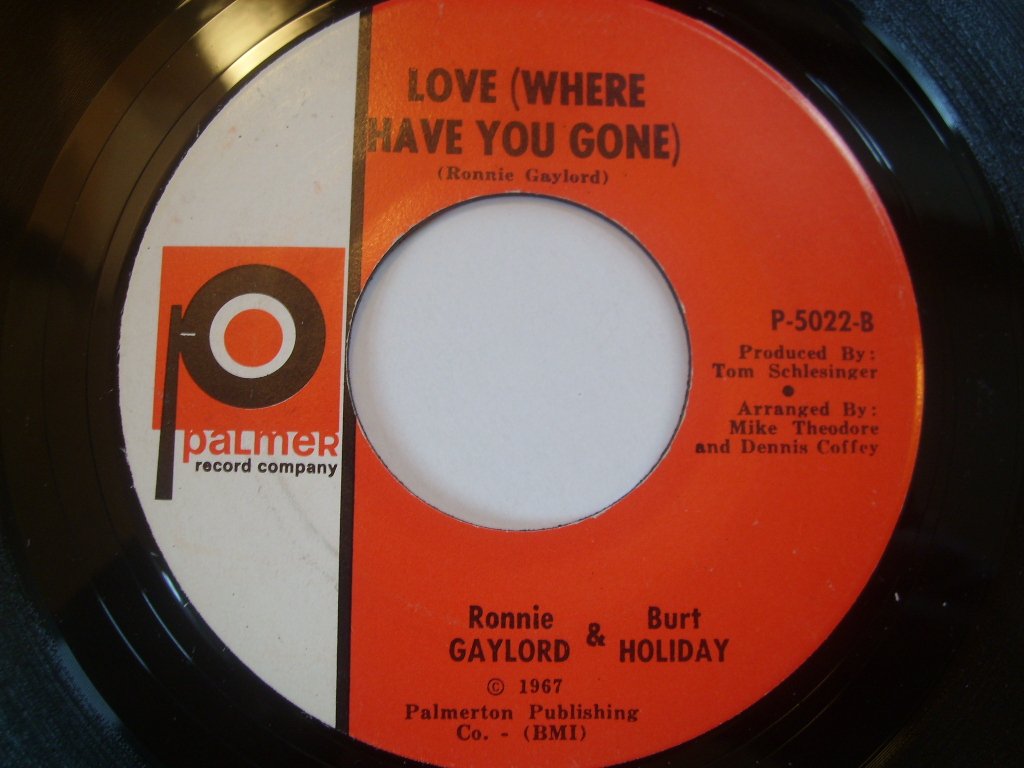 LOVE (WHERE
HAVE YOU GONE)
(Ronnie Gaylord)
palmer
record company
P-5022-B
Produced By:
Tom Schlesinger
Arranged By:
Mike Theodore
and Dennis Coffey
Ronnie GAYLORD & Burt HOLIDAY
© 1967
Palmerton Publishing
Co. - (BMI)